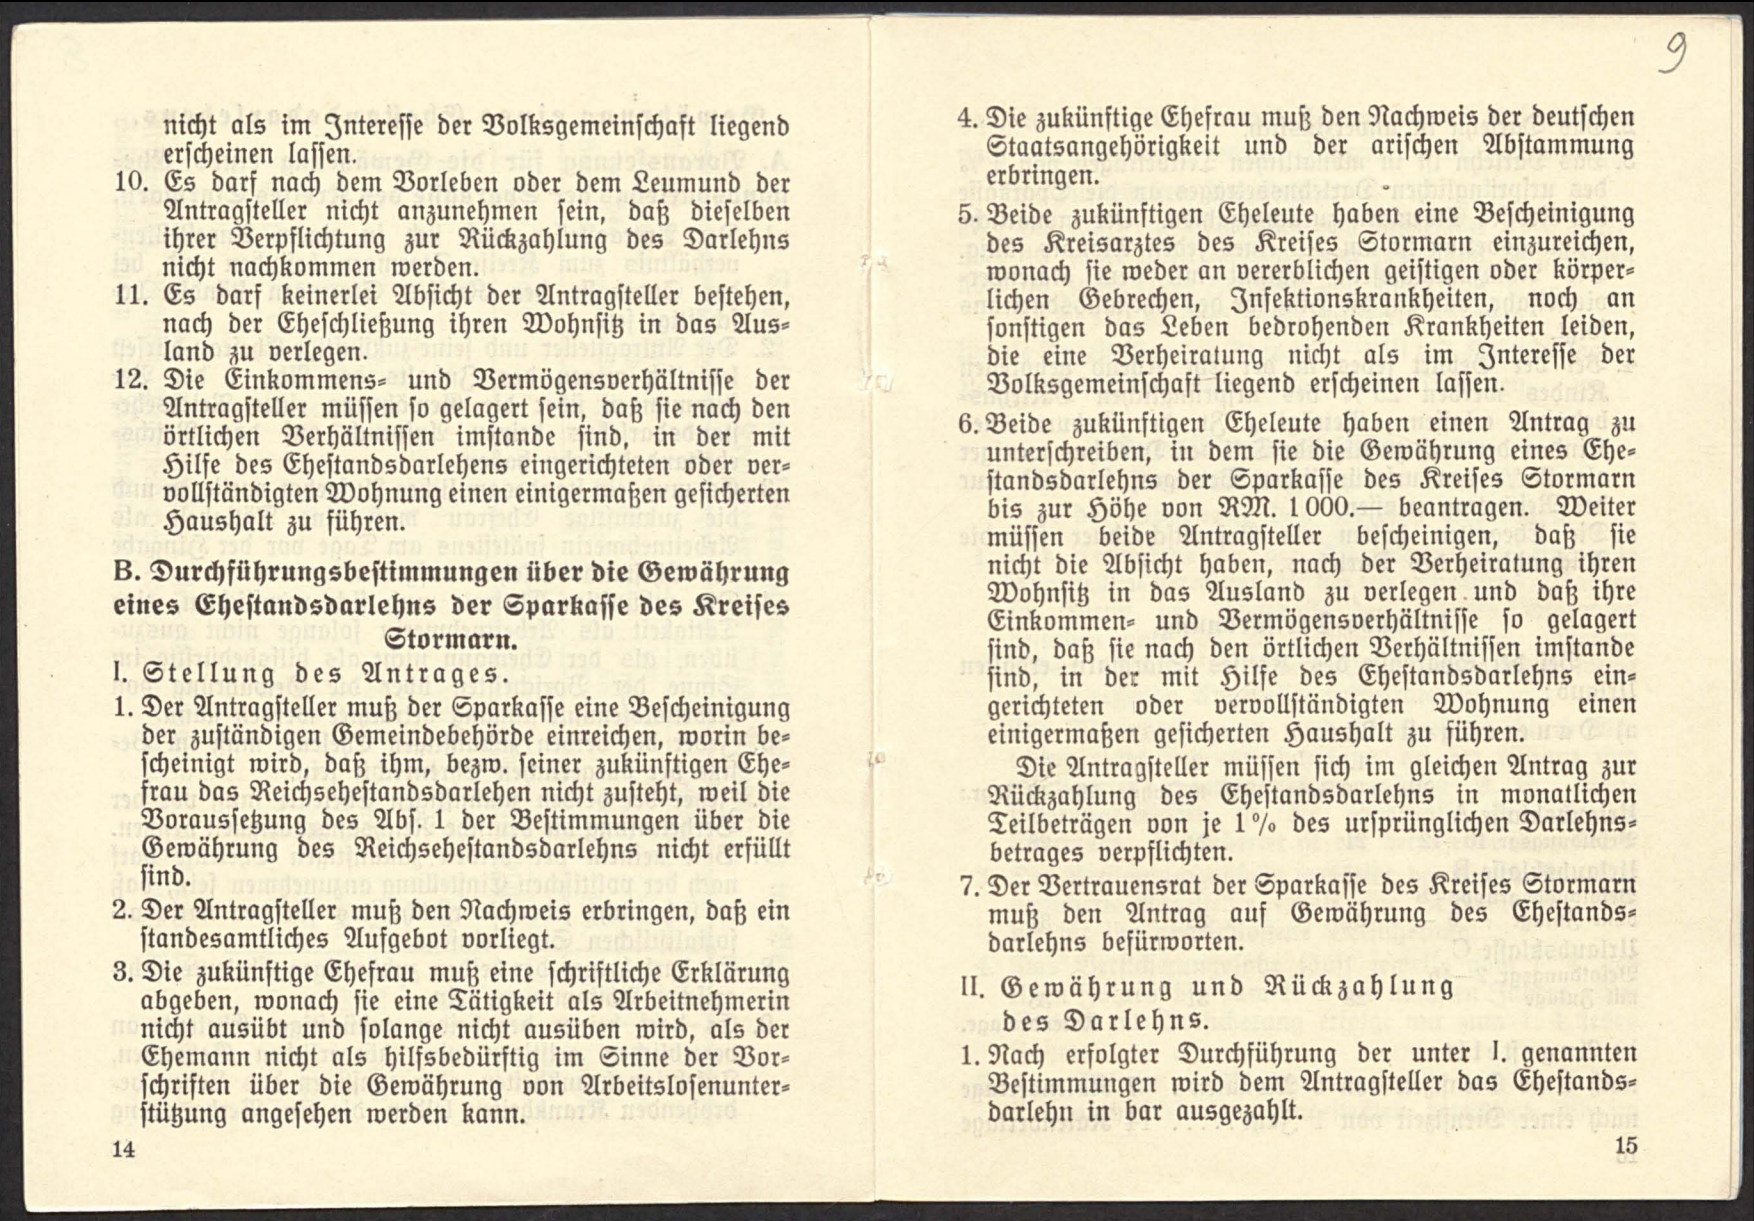 nicht als im Interesse der Volksgemeinschaft liegend
erscheinen lassen.
10. Es darf nach dem Vorleben oder dem Leumund der
Antragsteller nicht anzunehmen sein, daß dieselben
ihrer Verpflichtung zur Rückzahlung des Darlehns
nicht nachkommen werden.
11. Es darf keinerlei Absicht der Antragsteller bestehen,
nach der Eheschließung ihren Wohnsitz in das Aus-
land zu verlegen.
12. Die Einkommens- und Vermögensverhältnisse der
Antragsteller müssen so gelagert sein, daß sie nach den
örtlichen Verhältnissen imstande sind, in der mit
Hilfe des Ehestandsdarlehens eingerichteten oder ver-
vollständigten Wohnung einen einigermaßen gesicherten
Haushalt zu führen.
B. Durchführungsbestimmungen über die Gewährung
eines Ehestandsdarlehns der Sparkasse des Kreises
Stormarn.
I. Stellung des Antrages.
1. Der Antragsteller muß der Sparkasse eine Bescheinigung
der zuständigen Gemeindebehörde einreichen, worin be-
scheinigt wird, daß ihm, bezw. seiner zukünftigen Ehe-
frau das Reichsehestandsdarlehen nicht zusteht, weil die
Voraussetzung des Abs. 1 der Bestimmungen über die
Gewährung des Reichsehestandsdarlehns nicht erfüllt
sind.
2. Der Antragsteller muß den Nachweis erbringen, daß ein
standesamtliches Aufgebot vorliegt.
3. Die zukünftige Ehefrau muß eine schriftliche Erklärung
abgeben, wonach sie eine Tätigkeit als Arbeitnehmerin
nicht ausübt und solange nicht ausüben wird, als der
Ehemann nicht als hilfsbedürftig im Sinne der Vor-
schriften über die Gewährung von Arbeitslosenunter-
stützung angesehen werden kann.
14
9
4. Die zukünftige Ehefrau muß den Nachweis der deutschen
Staatsangehörigkeit und der arischen Abstammung
erbringen.
5. Beide zukünftigen Eheleute haben eine Bescheinigung
des Kreisarztes des Kreises Stormarn einzureichen,
wonach sie weder an vererblichen geistigen oder körper-
lichen Gebrechen, Infektionskrankheiten, noch an
sonstigen das Leben bedrohenden Krankheiten leiden,
die eine Verheiratung nicht als im Interesse der
Volksgemeinschaft liegend erscheinen lassen.
6. Beide zukünftigen Eheleute haben einen Antrag zu
unterschreiben, in dem sie die Gewährung eines Ehe-
standsdarlehns der Sparkasse des Kreises Stormarn
bis zur Höhe von RM. 1000.— beantragen. Weiter
müssen beide Antragsteller bescheinigen, daß sie
nicht die Absicht haben, nach der Verheiratung ihren
Wohnsitz in das Ausland zu verlegen und daß ihre
Einkommen- und Vermögensverhältnisse so gelagert
sind, daß sie nach den örtlichen Verhältnissen imstande
sind, in der mit Hilfe des Ehestandsdarlehns ein-
gerichteten oder vervollständigten Wohnung einen
einigermaßen gesicherten Haushalt zu führen.
Die Antragsteller müssen sich im gleichen Antrag zur
Rückzahlung des Ehestandsdarlehns in monatlichen
Teilbeträgen von je 1% des ursprünglichen Darlehns-
betrages verpflichten.
7. Der Vertrauensrat der Sparkasse des Kreises Stormarn
muß den Antrag auf Gewährung des Ehestands-
darlehns befürworten.
II. Gewährung und Rückzahlung
des Darlehns.
1. Nach erfolgter Durchführung der unter I. genannten
Bestimmungen wird dem Antragsteller das Ehestands-
darlehn in bar ausgezahlt.
15